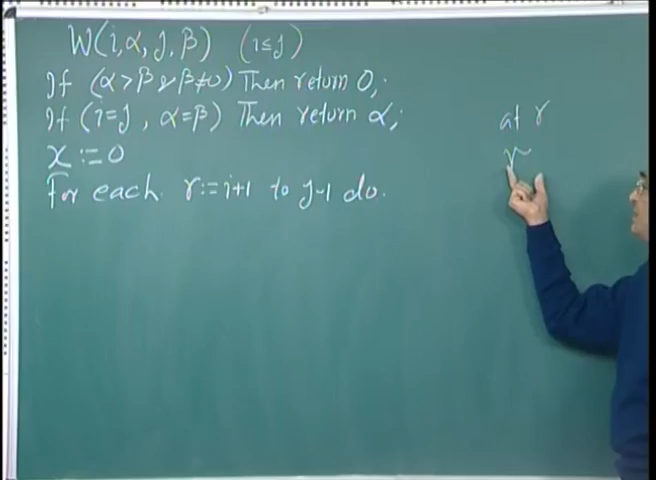 W(i,α,j,β) (i≤j)
If (α>β & β≠0) Then return 0;
If (i=j, α=β) Then return α;
x:=0
For each r:=i+1 to j-1 do.
at r
r